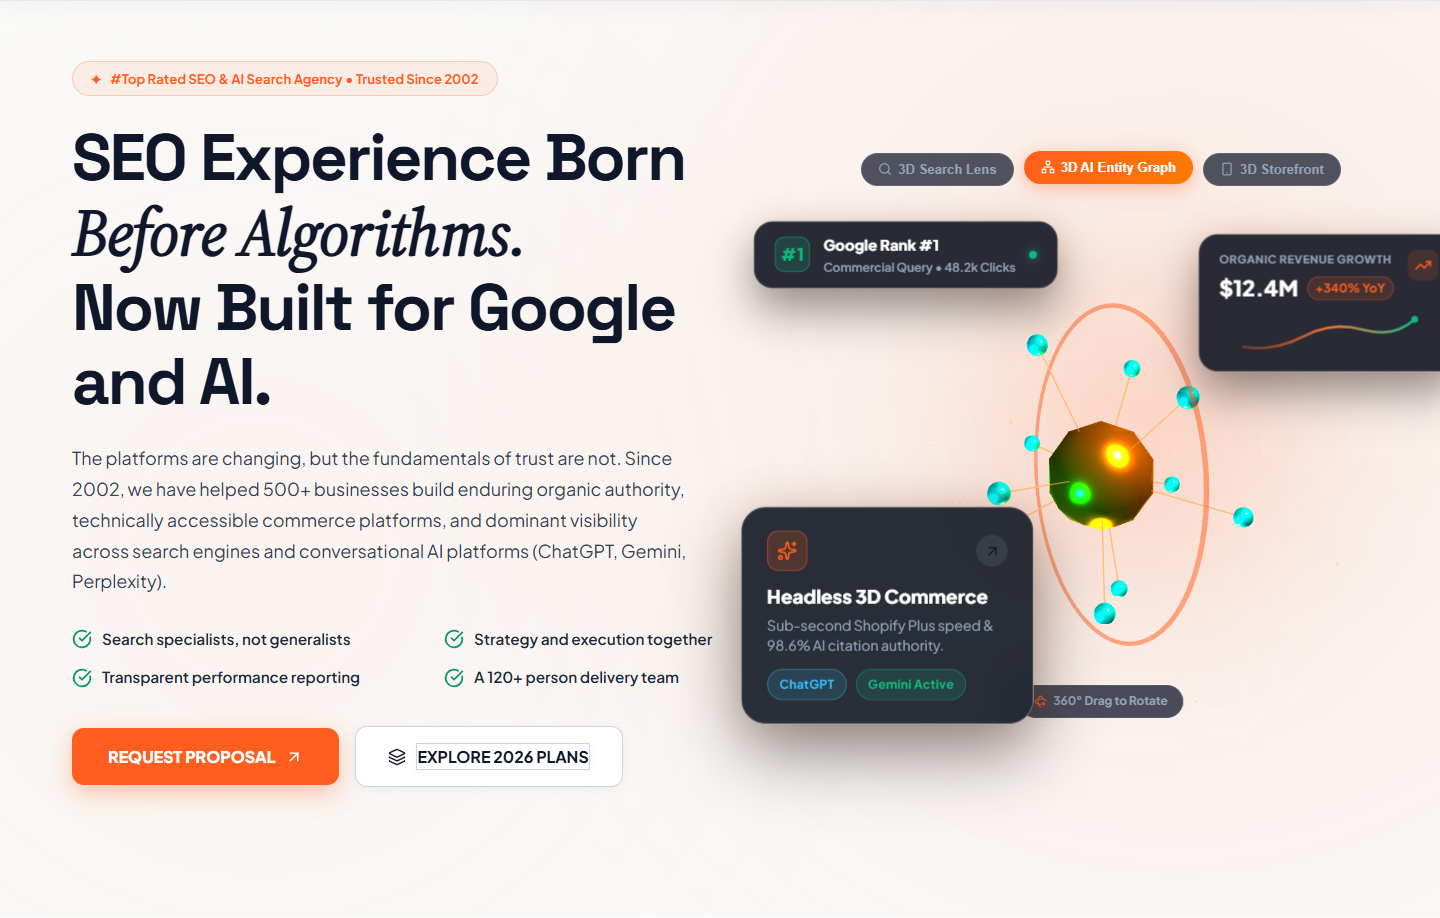 #Top Rated SEO & AI Search Agency • Trusted Since 2002
SEO Experience Born
Before Algorithms.
Now Built for Google
and AI.
The platforms are changing, but the fundamentals of trust are not. Since
2002, we have helped 500+ businesses build enduring organic authority,
technically accessible commerce platforms, and dominant visibility
across search engines and conversational AI platforms (ChatGPT, Gemini,
Perplexity).
Search specialists, not generalists
Strategy and execution together
Transparent performance reporting
A 120+ person delivery team
REQUEST PROPOSAL
EXPLORE 2026 PLANS
3D Search Lens
3D AI Entity Graph
3D Storefront
#1
Google Rank #1
Commercial Query • 48.2k Clicks
ORGANIC REVENUE GROWTH
$12.4M
+340% YoY
Headless 3D Commerce
Sub-second Shopify Plus speed &
98.6% AI citation authority.
ChatGPT
Gemini Active
360° Drag to Rotate